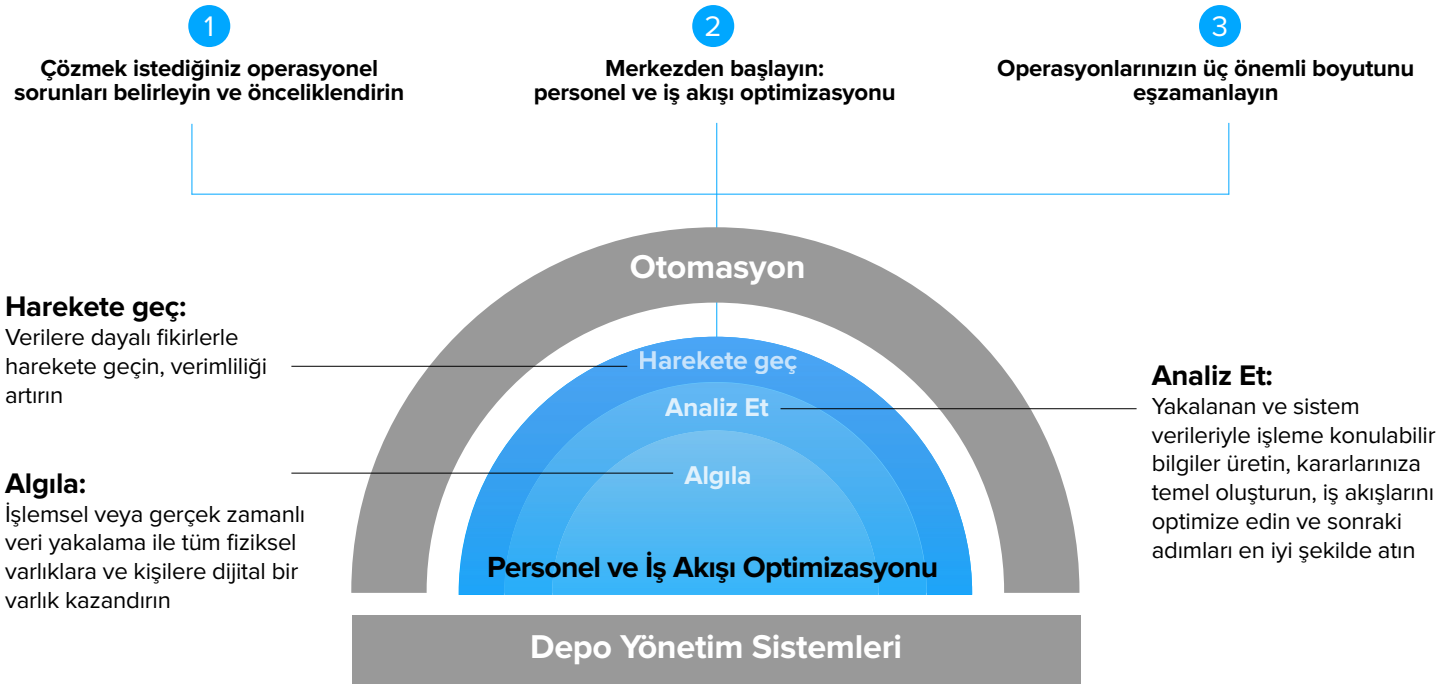 1
Çözmek istediğiniz operasyonel
sorunları belirleyin ve önceliklendirin
2
Merkezden başlayın:
personel ve iş akışı optimizasyonu
3
Operasyonlarınızın üç önemli boyutunu
eşzamanlayın
Otomasyon
Harekete geç:
Verilere dayalı fikirlerle
harekete geçin, verimliliği
artırın
Algıla:
İşlemsel veya gerçek zamanlı
veri yakalama ile tüm fiziksel
varlıklara ve kişilere dijital bir
varlık kazandırın
Harekete geç
Analiz Et
Algıla
Personel ve İş Akışı Optimizasyonu
Analiz Et:
Yakalanan ve sistem
verileriyle işleme konulabilir
bilgiler üretin, kararlarınıza
temel oluşturun, iş akışlarını
optimize edin ve sonraki
adımları en iyi şekilde atın
Depo Yönetim Sistemleri